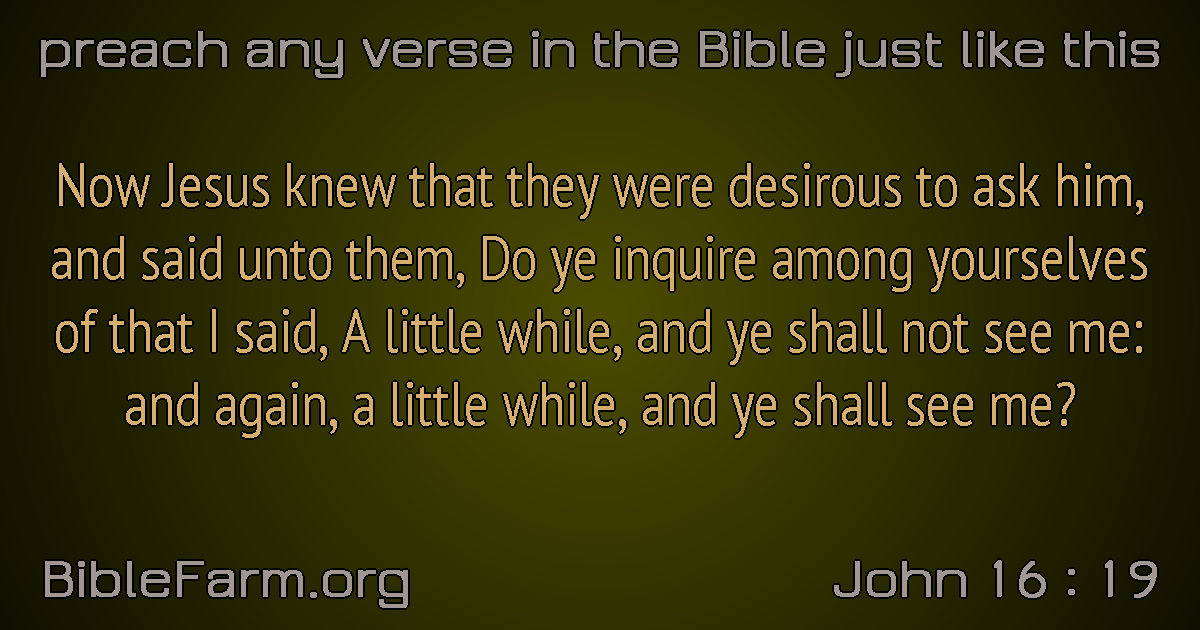 preach any verse in the Bible just like this
Now Jesus knew that they were desirous to ask him,
and said unto them, Do ye inquire among yourselves
of that I said, A little while, and ye shall not see me:
and again, a little while, and ye shall see me?
BibleFarm.org
John 16 : 19